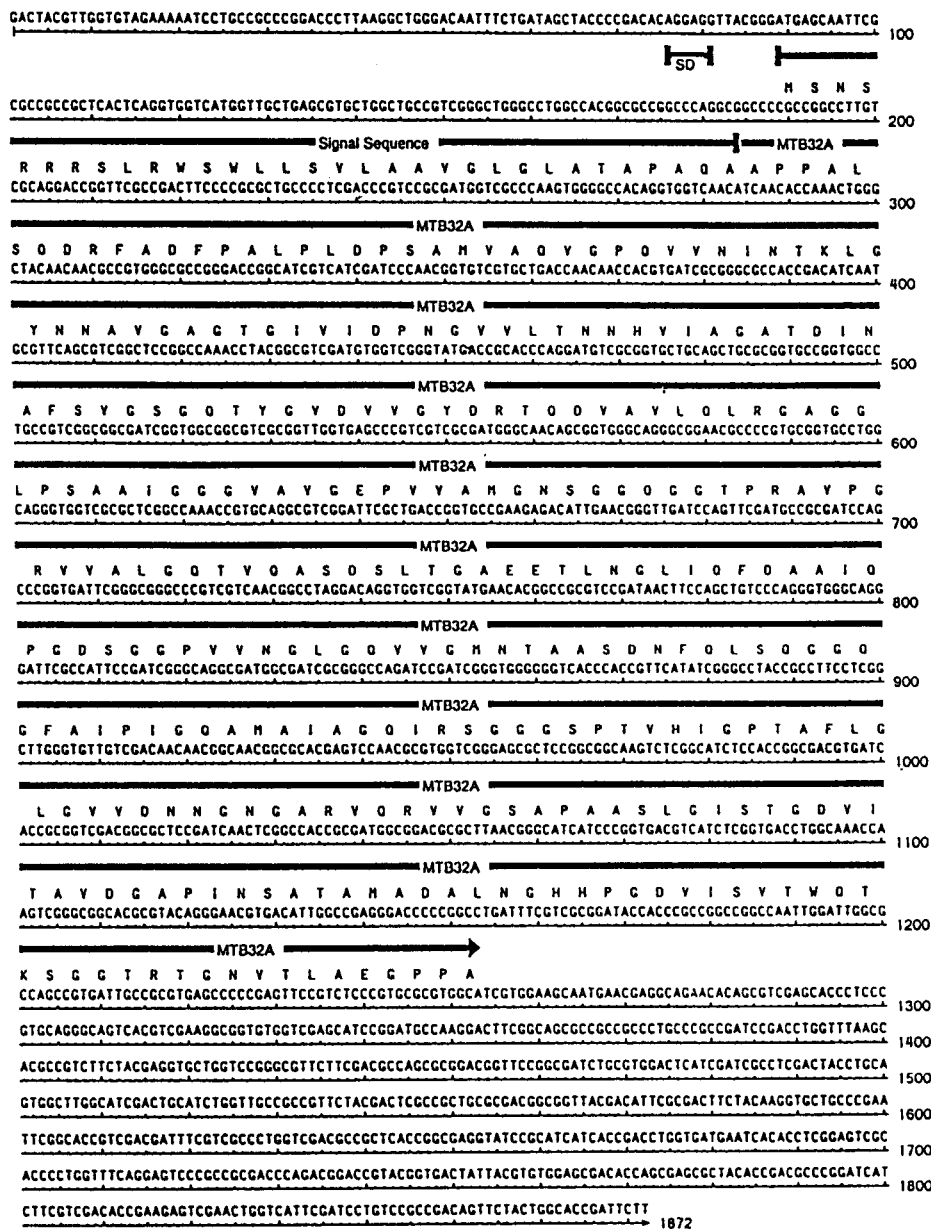 GACTACGTTGGTGTAGAAAAATCCTGCCGCCCGGACCCTTAAGGCTGGGACAATTTCTGATAGCTACCCCGACACAGGAGGTTACGGGATGAGCAATTCG
100
SD
M S N S
CGCCGCCGCTCACTCAGGTGGTCATGGTTGCTGAGCGTGCTGGCTGCCGTCGGGCTGGGCCTGGCCACGGCGCCGGCCCAGGCGGCCCCGCCGGCCTTGT
200
Signal Sequence MTB32A
R R R S L R W S W L L S V L A A V G L G L A T A P A Q A A P P A L
CGCAGGACCGGTTCGCCGACTTCCCCGCGCTGCCCCTCGACCCGTCCGCGATGGTCGCCCAAGTGGGGCCACAGGTGGTCAACATCAACACCAAACTGGG
300
MTB32A
S Q D R F A D F P A L P L D P S A M V A Q V G P Q V V N I N T K L G
CTACAACAACGCCGTGGGCGCCGGGACCGGCATCGTCATCGATCCCAACGGTGTCGTGCTGACCAACAACCACGTGATCGCGGGCGCCACCGACATCAAT
400
MTB32A
Y N N A V G A G T G I V I D P N G V V L T N N H V I A G A T D I N
GCGTTCAGCGTCGGCTCCGGCCAAACCTACGGCGTCGATGTGGTCGGGTATGACCGCACCCAGGATGTCGCGGTGCTGCAGCTGCGCGGTGCCGGTGGCC
500
MTB32A
A F S V G S G Q T Y G V D V V G Y D R T Q D V A V L Q L R G A G G
TGCCGTCGGCGGCGATCGGTGGCGGCGTCGCGGTTGGTGAGCCCGTCGTCGCGATGGGCAACAGCGGTGGGCAGGGCGGAACGCCCCGTGCGGTGCCTGG
600
MTB32A
L P S A A I G G G V A V G E P V V A M G N S G G Q G G T P R A V P G
CAGGGTGGTCGCGCTCGGCCAAACCGTGCAGGCGTCGGATTCGCTGACCGGTGCCGAAGAGACATTGAACGGGTTGATCCAGTTCGATGCCGCGATCCAG
700
MTB32A
R V V A L G Q T V Q A S D S L T G A E E T L N G L I Q F D A A I Q
CCCGGTGATTCGGGCGGGCCCGTCGTCAACGGCCTAGGACAGGTGGTCGGTATGAACACGGCCGCGTCCGATAACTTCCAGCTGTCCCAGGGTGGGCAGG
800
MTB32A
P G D S G G P V V N G L G Q V V G M N T A A S D N F Q L S Q G G Q
GATTCGCCATTCCGATCGGGCAGGCGATGGCGATCGCGGGCCAGATCCGATCGGGTGGGGGGTCACCCACCGTTCATATCGGGCCTACCGCCTTCCTCGG
900
MTB32A
G F A I P I G Q A M A I A G Q I R S G G G S P T V H I G P T A F L G
CTTGGGTGTTGTCGACAACAACGGCAACGGCGCACGAGTCCAACGCGTGGTCGGGAGCGCTCCGGCGGCAAGTCTCGGCATCTCCACCGGCGACGTGATC
1000
MTB32A
L G V V D N N G N G A R V Q R V V G S A P A A S L G I S T G D V I
ACCGCGGTCGACGGCGCTCCGATCAACTCGGCCACCGCGATGGCGGACGCGCTTAACGGGCATCATCCCGGTGACGTCATCTCGGTGACCTGGCAAACCA
1100
MTB32A
T A V D G A P I N S A T A M A D A L N G H H P G D V I S V T W Q T
AGTCGGGCGGCACGCGTACAGGGAACGTGACATTGGCCGAGGGACCCCCGGCCTGATTTCGTCGCGGATACCACCCGCCGGCCGGCCAATTGGATTGGCG
1200
MTB32A
K S G G T R T G N V T L A E G P P A
CCAGCCGTGATTGCCGCGTGAGCCCCCGAGTTCCGTCTCCCGTGCGCGTGGCATCGTGGAAGCAATGAACGAGGCAGAACACAGCGTCGAGCACCCTCCC
1300
GTGCAGGGCAGTCACGTCGAAGGCGGTGTGGTCGAGCATCCGGATGCCAAGGACTTCGGCAGCGCCGCCGCCCTGCCCGCCGATCCGACCTGGTTTAAGC
1400
ACGCCGTCTTCTACGAGGTGCTGGTCCGGGCGTTCTTCGACGCCAGCGCGGACGGTTCCGGCGATCTGCGTGGACTCATCGATCGCCTCGACTACCTGCA
1500
GTGGCTTGGCATCGACTGCATCTGGTTGCCGCCGTTCTACGACTCGCCGCTGCGCGACGGCGGTTACGACATTCGCGACTTCTACAAGGTGCTGCCCGAA
1600
TTCGGCACCGTCGACGATTTCGTCGCCCTGGTCGACGCCGCTCACCGGCGAGGTATCCGCATCATCACCGACCTGGTGATGAATCACACCTCGGAGTCGC
1700
ACCCCTGGTTTCAGGAGTCCCGCCGCGACCCAGACGGACCGTACGGTGACTATTACGTGTGGAGCGACACCAGCGAGCGCTACACCGACGCCCGGATCAT
1800
CTTCGTCGACACCGAAGAGTCGAACTGGTCATTCGATCCTGTCCGCCGACAGTTCTACTGGCACCGATTCTT
1872